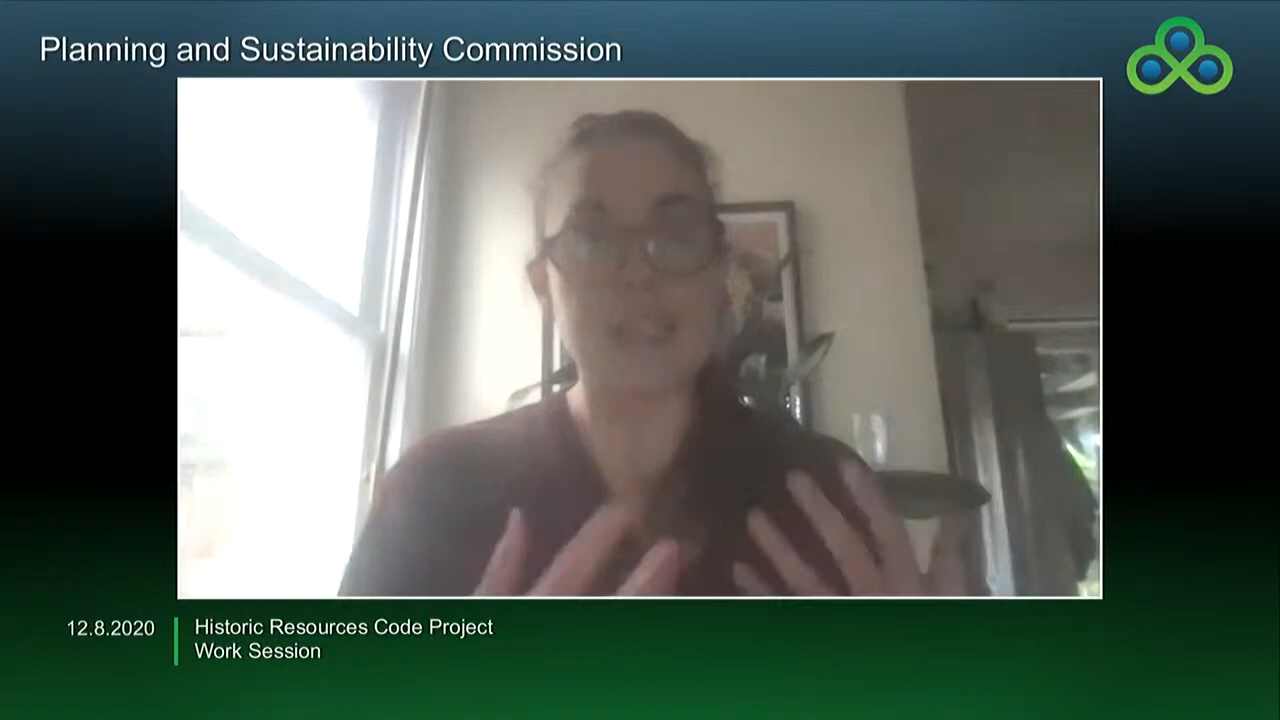 Planning and Sustainability Commission
12.8.2020
Historic Resources Code Project
Work Session